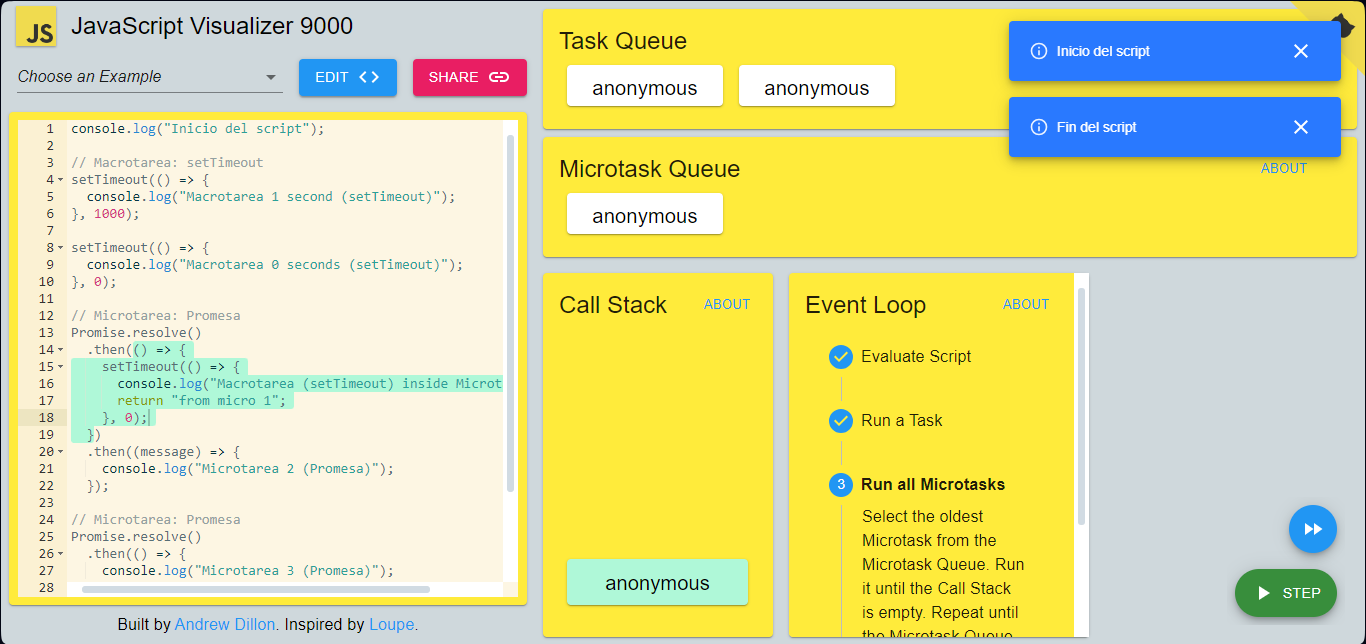 JS
JavaScript Visualizer 9000
Choose an Example
EDIT
SHARE
1 console.log("Inicio del script");
2
3 // Macrotarea: setTimeout
4 setTimeout(() => {
5 console.log("Macrotarea 1 second (setTimeout)");
6 }, 1000);
7
8 setTimeout(() => {
9 console.log("Macrotarea 0 seconds (setTimeout)");
10 }, 0);
11
12 // Microtarea: Promesa
13 Promise.resolve()
14 .then(() => {
15 setTimeout(() => {
16 console.log("Macrotarea (setTimeout) inside Microt
17 return "from micro 1";
18 }, 0);
19 })
20 .then((message) => {
21 console.log("Microtarea 2 (Promesa)");
22 });
23
24 // Microtarea: Promesa
25 Promise.resolve()
26 .then(() => {
27 console.log("Microtarea 3 (Promesa)");
28
Built by Andrew Dillon. Inspired by Loupe.
Task Queue
anonymous anonymous
Inicio del script
Fin del script
Microtask Queue
ABOUT
anonymous
Call Stack
ABOUT
anonymous
Event Loop
ABOUT
Evaluate Script
Run a Task
3 Run all Microtasks
Select the oldest
Microtask from the
Microtask Queue. Run
it until the Call Stack
is empty. Repeat until
the Microtask Queue
STEP